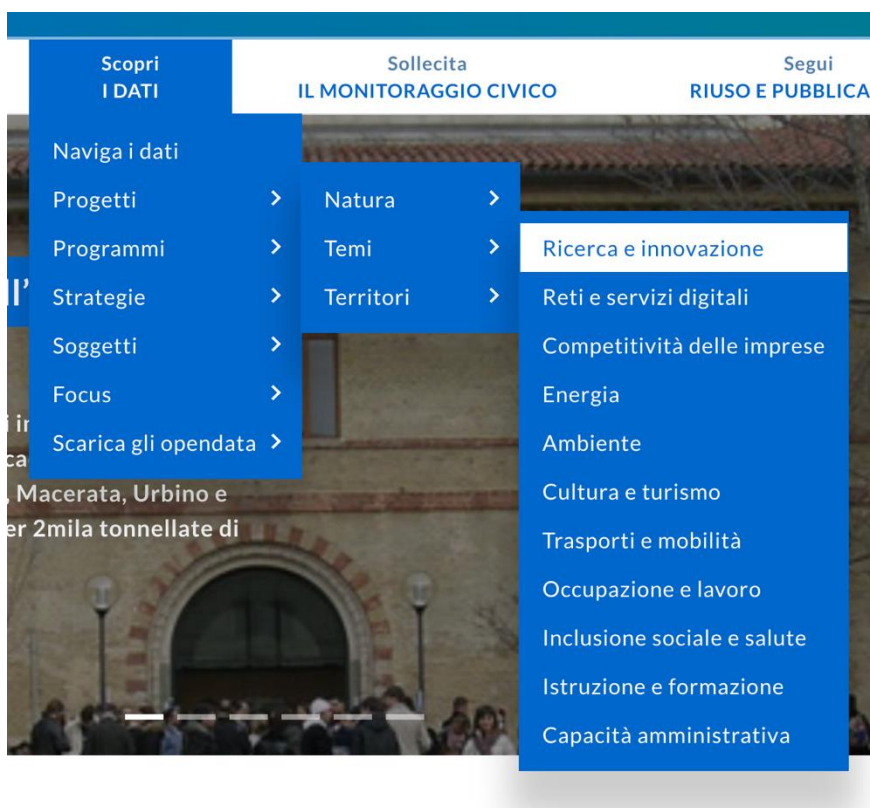 Scopri
I DATI
Sollecita
IL MONITORAGGIO CIVICO
Segui
RIUSO E PUBBLICA
Naviga i dati
Progetti
Programmi
Strategie
Soggetti
Focus
Scarica gli opendata
Natura
Temi
Territori
Ricerca e innovazione
Reti e servizi digitali
Competitività delle imprese
Energia
Ambiente
Cultura e turismo
Trasporti e mobilità
Occupazione e lavoro
Inclusione sociale e salute
Istruzione e formazione
Capacità amministrativa
ll'
, Macerata, Urbino e
er 2mila tonnellate di